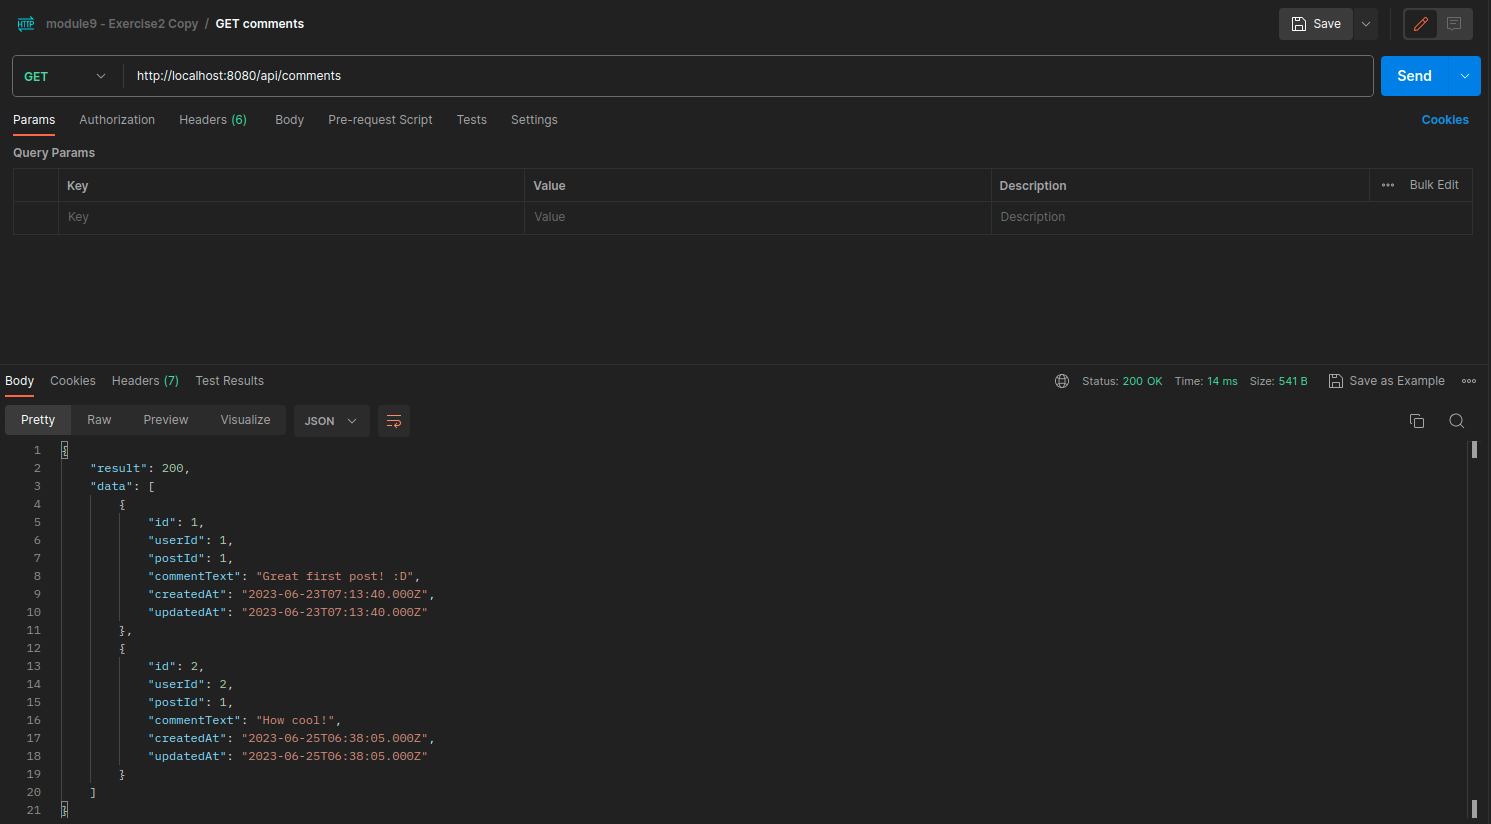 HTTP module9 - Exercise2 Copy / GET comments Save
GET http://localhost:8080/api/comments Send
Params Authorization Headers (6) Body Pre-request Script Tests Settings Cookies
Query Params
Key Value Description ••• Bulk Edit
Key Value Description
Body Cookies Headers (7) Test Results Status: 200 OK Time: 14 ms Size: 541 B Save as Example
Pretty Raw Preview Visualize JSON
1 {
2 "result": 200,
3 "data": [
4 {
5 "id": 1,
6 "userId": 1,
7 "postId": 1,
8 "commentText": "Great first post! :D",
9 "createdAt": "2023-06-23T07:13:40.000Z",
10 "updatedAt": "2023-06-23T07:13:40.000Z"
11 },
12 {
13 "id": 2,
14 "userId": 2,
15 "postId": 1,
16 "commentText": "How cool!",
17 "createdAt": "2023-06-25T06:38:05.000Z",
18 "updatedAt": "2023-06-25T06:38:05.000Z"
19 }
20 ]
21 }